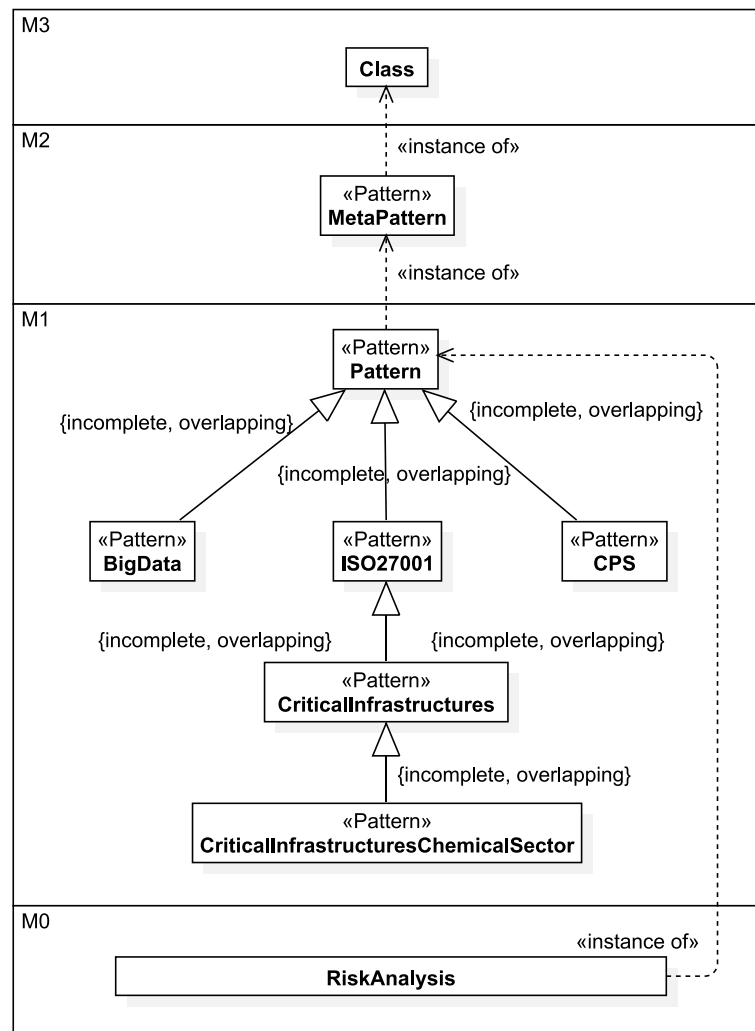 M3
Class
M2
«instance of»
«Pattern»
MetaPattern
«instance of»
M1
«Pattern»
Pattern
{incomplete, overlapping}
{incomplete, overlapping}
{incomplete, overlapping}
«Pattern»
BigData
«Pattern»
ISO27001
«Pattern»
CPS
{incomplete, overlapping}
{incomplete, overlapping}
«Pattern»
CriticalInfrastructures
{incomplete, overlapping}
«Pattern»
CriticalInfrastructuresChemicalSector
M0
«instance of»
RiskAnalysis